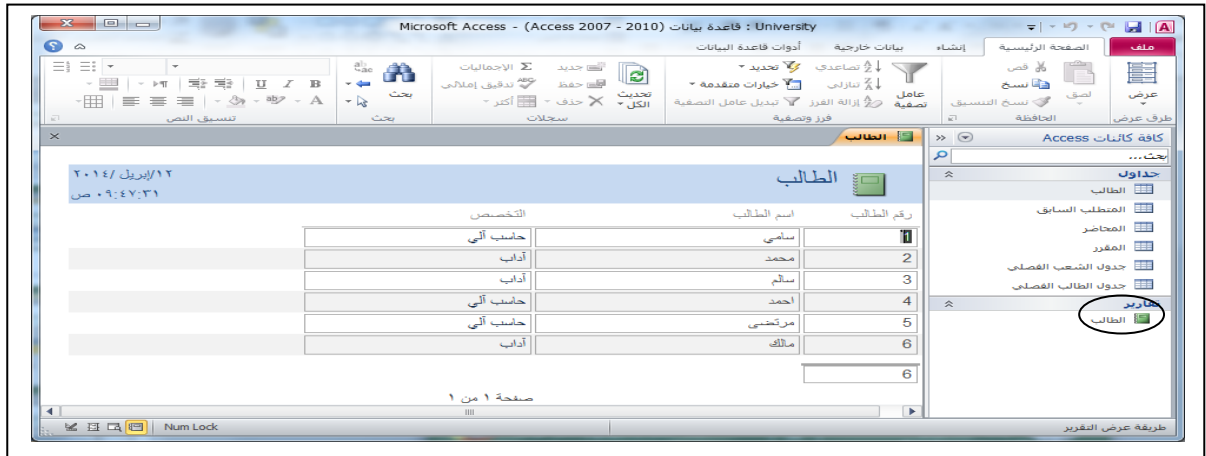 University : قاعدة بيانات (Access 2007 - 2010) - Microsoft Access
ملف الصفحة الرئيسية إنشاء بيانات خارجية أدوات قاعدة البيانات
عرض
طرق عرض
لصق
قص
نسخ
نسخ التنسيق
الحافظة
عامل تصفية
تصاعدي
تنازلي
إزالة الفرز
تحديد
خيارات متقدمة
تبديل عامل التصفية
فرز وتصفية
تحديث الكل
جديد
حفظ
حذف
الإجماليات
تدقيق إملائي
أكثر
سجلات
بحث
بحث
B I U
A
تنسيق النص
كافة كائنات Access
بحث...
جداول
الطالب
المتطلب السابق
المحاضر
المقرر
جدول الشعب الفصلي
جدول الطالب الفصلي
تقارير
الطالب
الطالب
الطالب
١٢/إبريل /٢٠١٤
٠٩:٤٧:٣١ ص
رقم الطالب اسم الطالب التخصص
1 سامي حاسب آلي
2 محمد آداب
3 سالم آداب
4 احمد حاسب آلي
5 مرتضى حاسب آلي
6 مالك آداب
6
صفحة ١ من ١
طريقة عرض التقرير
Num Lock